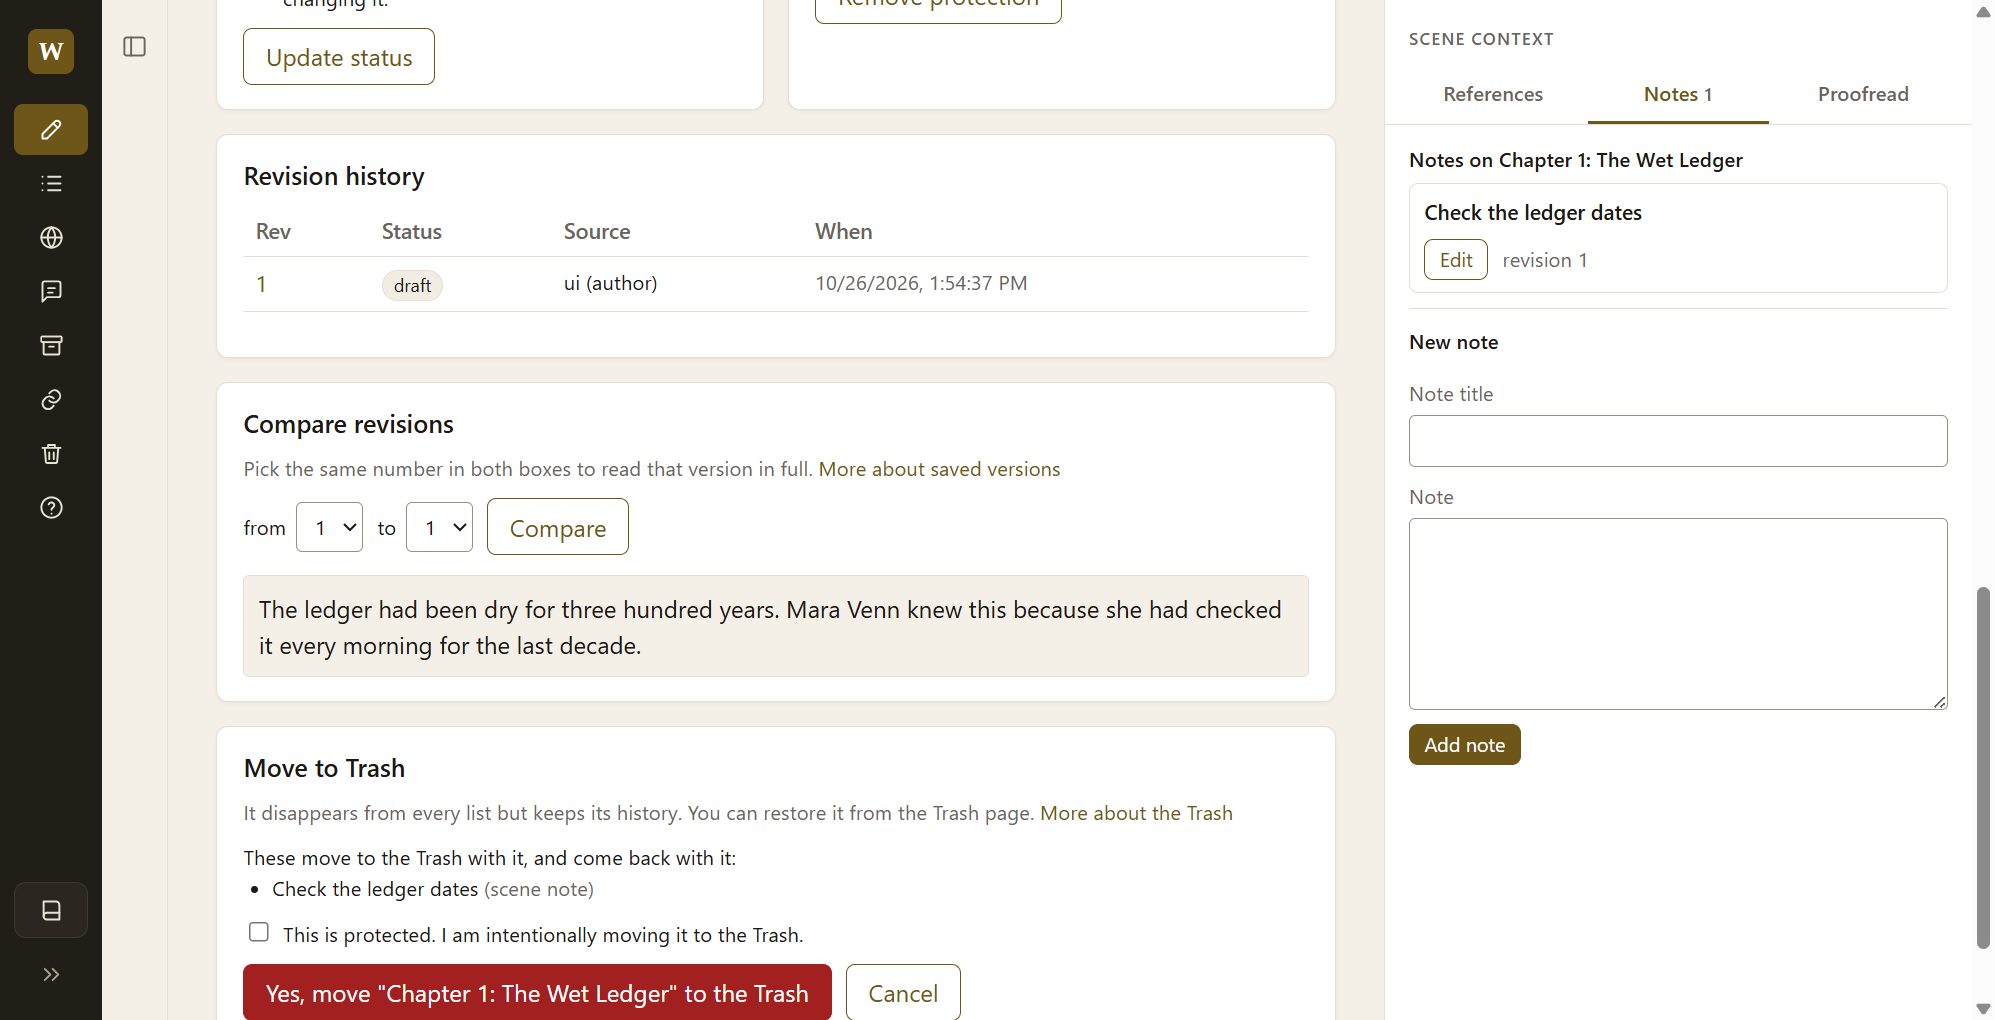 W
changing it.
Update status
Remove protection
Revision history
Rev Status Source When
1 draft ui (author) 10/26/2026, 1:54:37 PM
Compare revisions
Pick the same number in both boxes to read that version in full. More about saved versions
from 1 to 1 Compare
The ledger had been dry for three hundred years. Mara Venn knew this because she had checked
it every morning for the last decade.
Move to Trash
It disappears from every list but keeps its history. You can restore it from the Trash page. More about the Trash
These move to the Trash with it, and come back with it:
• Check the ledger dates (scene note)
This is protected. I am intentionally moving it to the Trash.
Yes, move "Chapter 1: The Wet Ledger" to the Trash Cancel
SCENE CONTEXT
References Notes 1 Proofread
Notes on Chapter 1: The Wet Ledger
Check the ledger dates
Edit revision 1
New note
Note title
Note
Add note